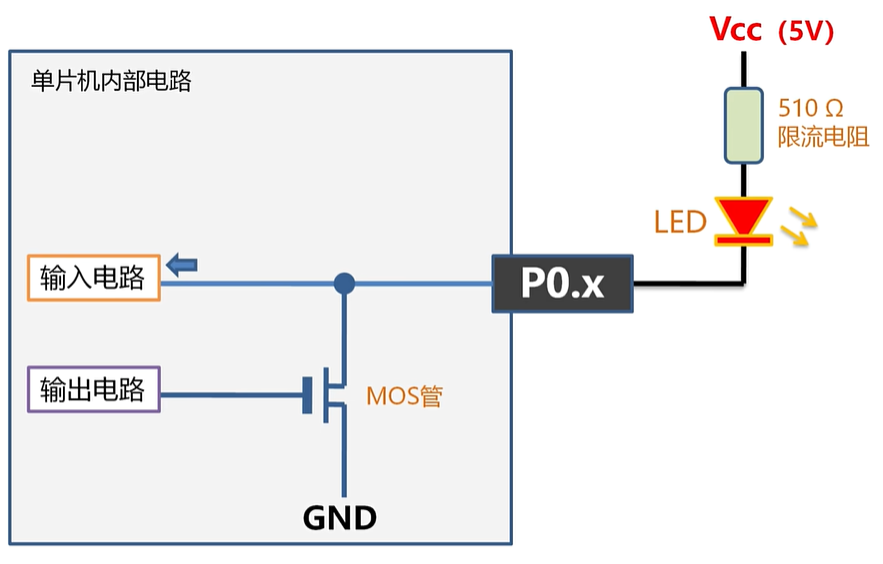 Vcc（5V）
单片机内部电路
510 Ω
限流电阻
LED
输入电路
P0.x
输出电路
MOS管
GND